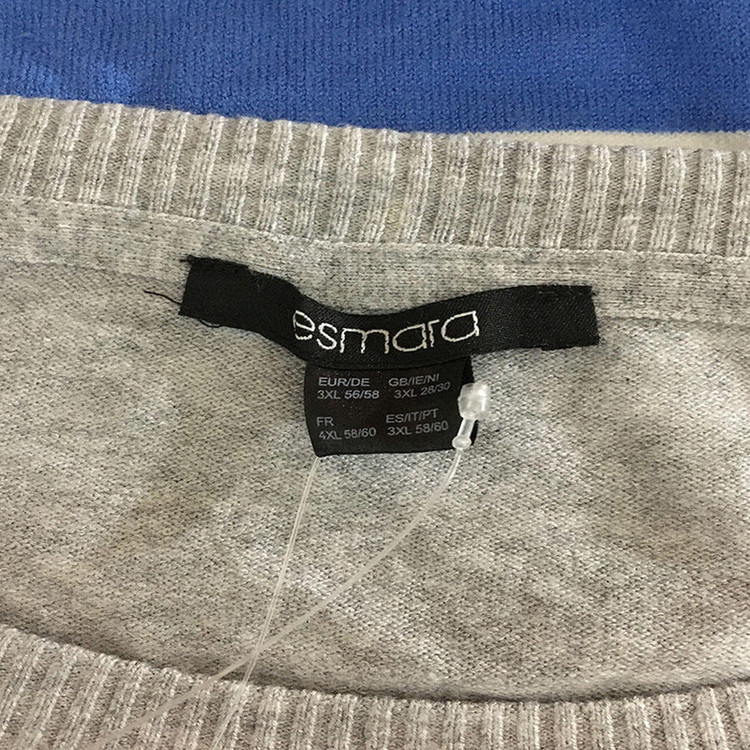 esmara
EUR/DE GB/IE/NI
3XL 56/58 3XL 28/30
FR ES/IT/PT
4XL 58/60 3XL 58/60